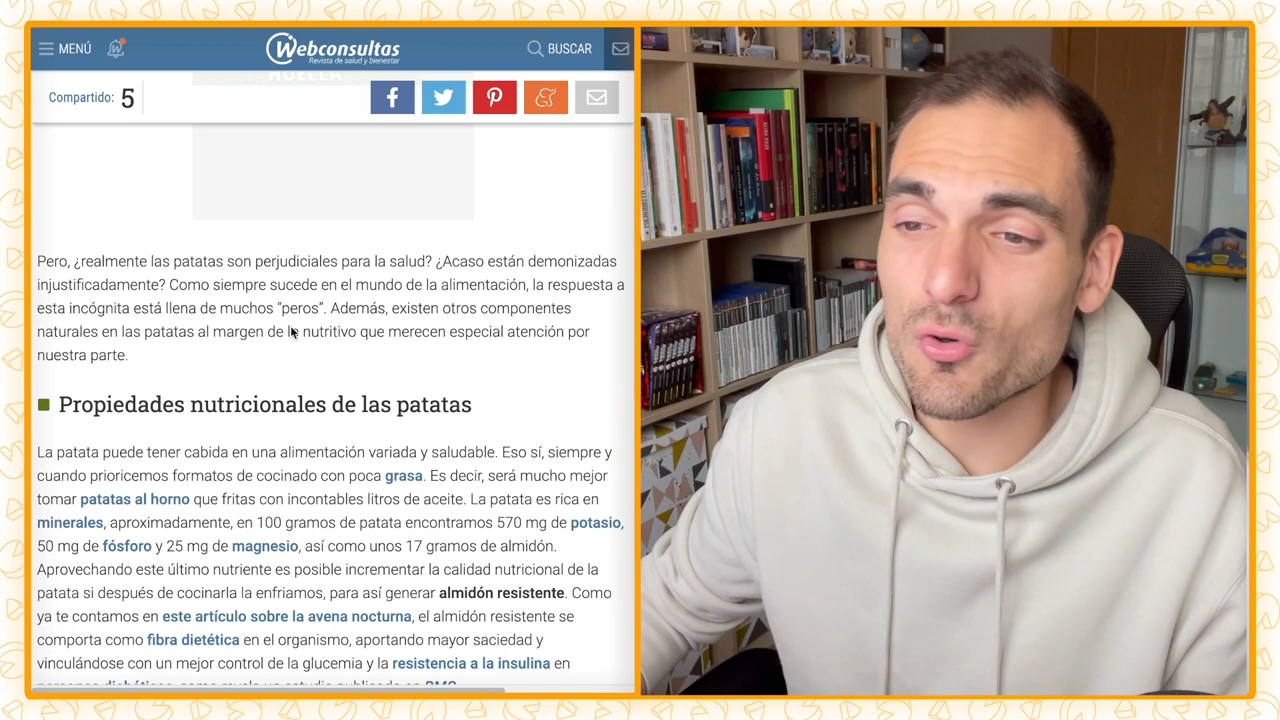 MENÚ
Webconsultas
Revista de salud y bienestar
BUSCAR
HUELLA
Compartido: 5
Pero, ¿realmente las patatas son perjudiciales para la salud? ¿Acaso están demonizadas
injustificadamente? Como siempre sucede en el mundo de la alimentación, la respuesta a
esta incógnita está llena de muchos “peros”. Además, existen otros componentes
naturales en las patatas al margen de lo nutritivo que merecen especial atención por
nuestra parte.
Propiedades nutricionales de las patatas
La patata puede tener cabida en una alimentación variada y saludable. Eso sí, siempre y
cuando prioricemos formatos de cocinado con poca grasa. Es decir, será mucho mejor
tomar patatas al horno que fritas con incontables litros de aceite. La patata es rica en
minerales, aproximadamente, en 100 gramos de patata encontramos 570 mg de potasio,
50 mg de fósforo y 25 mg de magnesio, así como unos 17 gramos de almidón.
Aprovechando este último nutriente es posible incrementar la calidad nutricional de la
patata si después de cocinarla la enfriamos, para así generar almidón resistente. Como
ya te contamos en este artículo sobre la avena nocturna, el almidón resistente se
comporta como fibra dietética en el organismo, aportando mayor saciedad y
vinculándose con un mejor control de la glucemia y la resistencia a la insulina en
personas diabéticas, como revela un estudio publicado en BMC